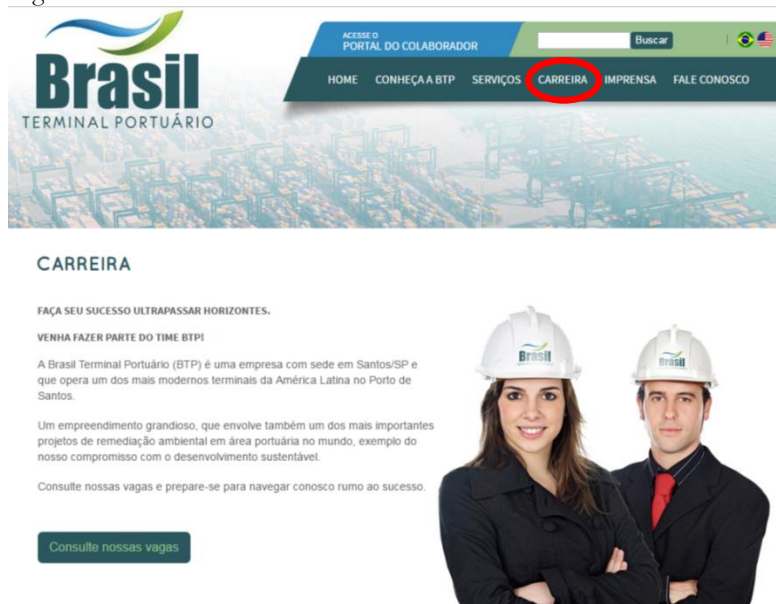 ACESSE O
PORTAL DO COLABORADOR
Buscar
Brasil
TERMINAL PORTUÁRIO
HOME CONHEÇA A BTP SERVIÇOS CARREIRA IMPRENSA FALE CONOSCO
CARREIRA
FAÇA SEU SUCESSO ULTRAPASSAR HORIZONTES.
VENHA FAZER PARTE DO TIME BTP!
A Brasil Terminal Portuário (BTP) é uma empresa com sede em Santos/SP e
que opera um dos mais modernos terminais da América Latina no Porto de
Santos.
Um empreendimento grandioso, que envolve também um dos mais importantes
projetos de remediação ambiental em área portuária no mundo, exemplo do
nosso compromisso com o desenvolvimento sustentável.
Consulte nossas vagas e prepare-se para navegar conosco rumo ao sucesso.
Consulte nossas vagas
Brasil
Brasil